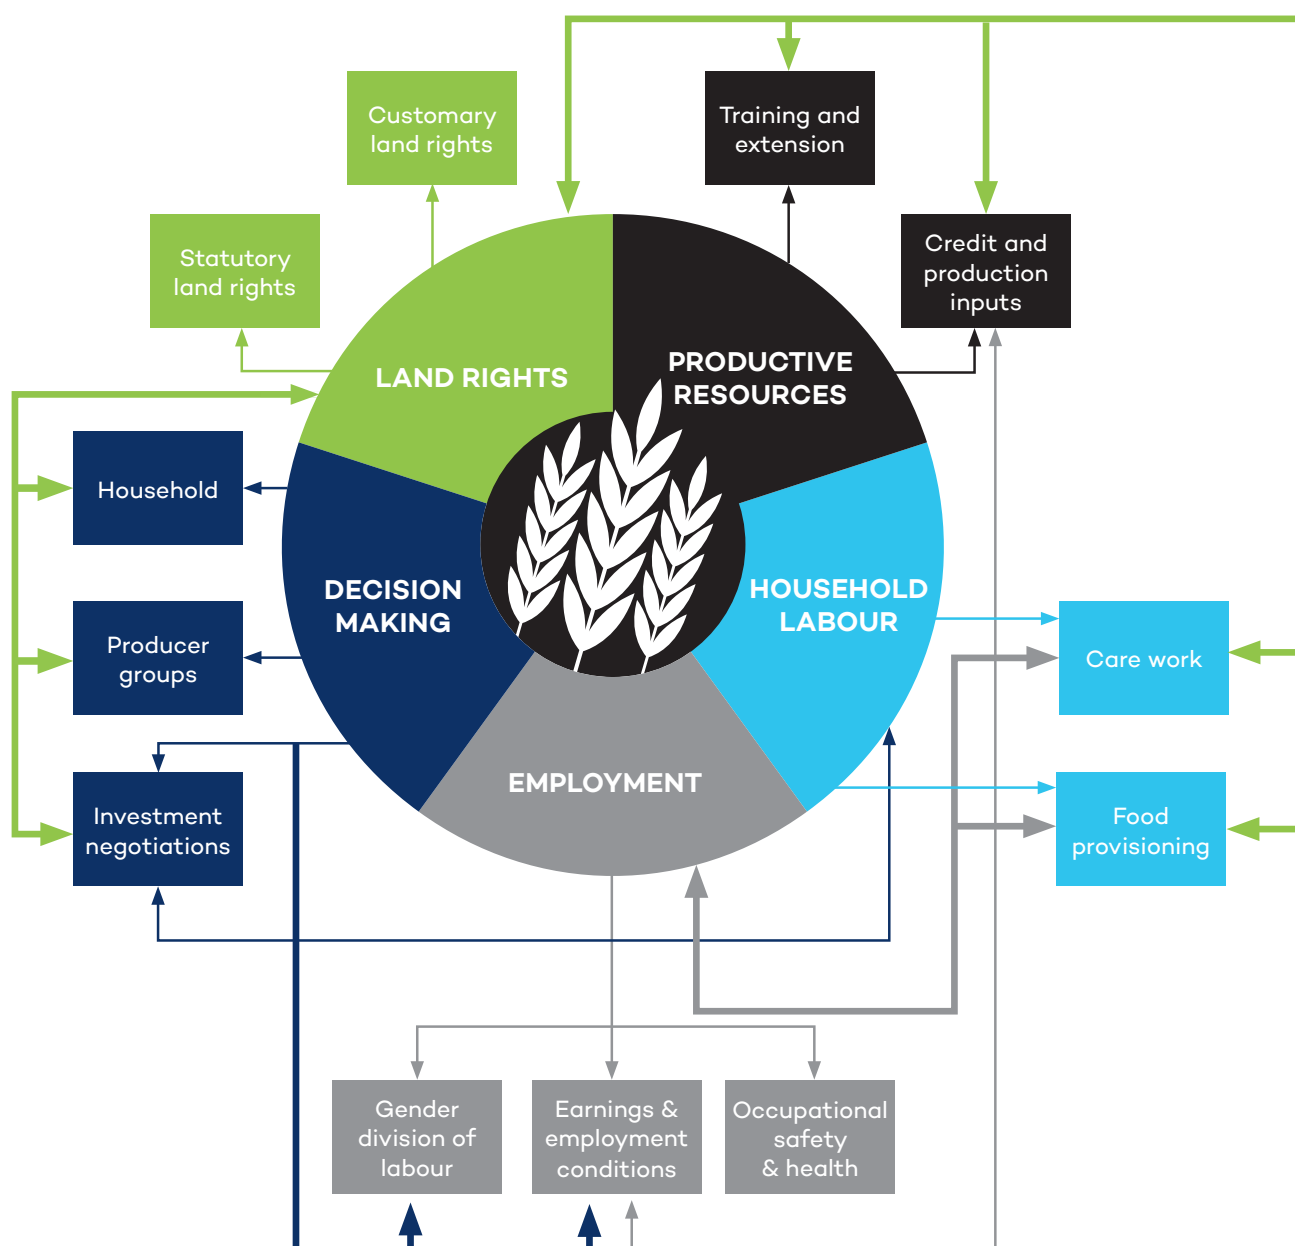 Customary
land rights
Training and
extension
Statutory
land rights
Credit and
production
inputs
LAND RIGHTS
PRODUCTIVE
RESOURCES
Household
DECISION
MAKING
HOUSEHOLD
LABOUR
Producer
groups
Care work
EMPLOYMENT
Investment
negotiations
Food
provisioning
Gender
division of
labour
Earnings &
employment
conditions
Occupational
safety
& health